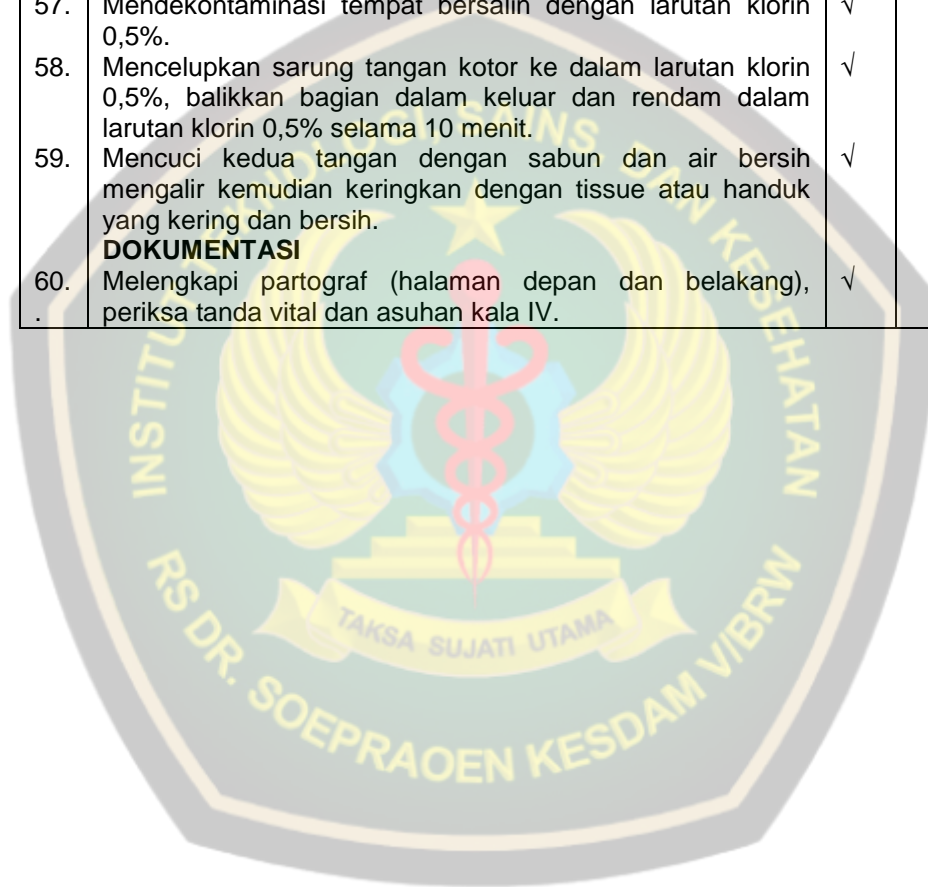 57. Mendekontaminasi tempat bersalin dengan larutan klorin √
0,5%.
58. Mencelupkan sarung tangan kotor ke dalam larutan klorin √
0,5%, balikkan bagian dalam keluar dan rendam dalam
larutan klorin 0,5% selama 10 menit.
59. Mencuci kedua tangan dengan sabun dan air bersih √
mengalir kemudian keringkan dengan tissue atau handuk
yang kering dan bersih.
DOKUMENTASI
60. Melengkapi partograf (halaman depan dan belakang), √
. periksa tanda vital dan asuhan kala IV.
INSTITUT TEKNOLOGI, SAINS, DAN KESEHATAN
TAKSA SUJATI UTAMA
RS DR. SOEPRAOEN KESDAM V/BRW